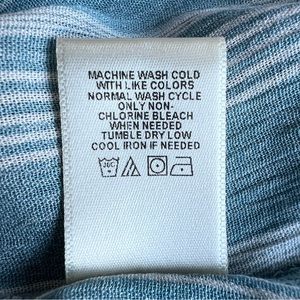 MACHINE WASH COLD
WITH LIKE COLORS
NORMAL WASH CYCLE
ONLY NON-
CHLORINE BLEACH
WHEN NEEDED
TUMBLE DRY LOW
COOL IRON IF NEEDED
30C